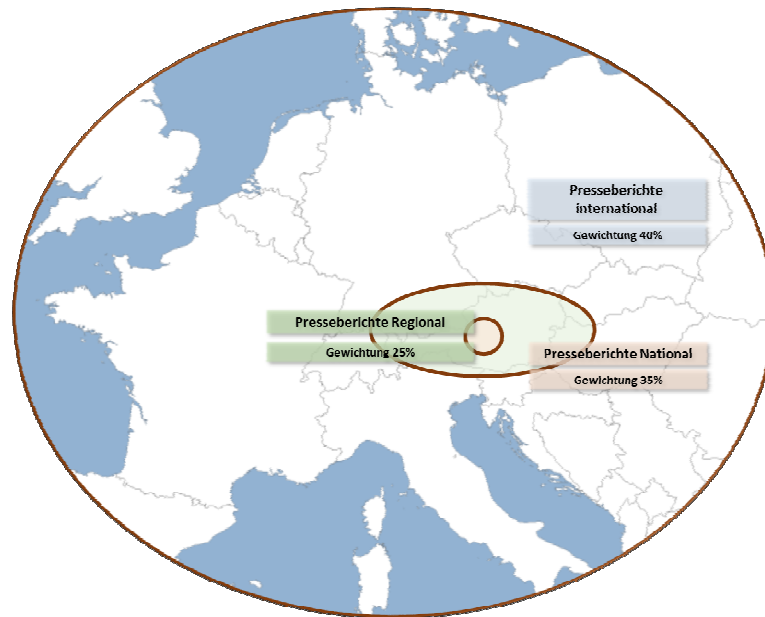 Presseberichte
international
Gewichtung 40%
Presseberichte Regional
Gewichtung 25%
Presseberichte National
Gewichtung 35%